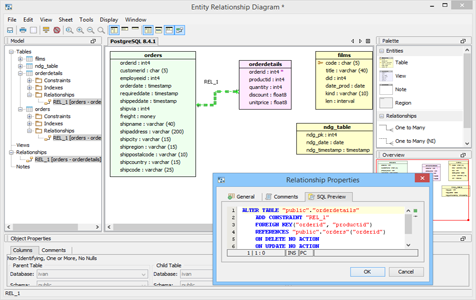 Entity Relationship Diagram *
File Edit View Sheet Tools Display Window
Model
Tables
films
ndg_table
orderdetails
Constraints
Indexes
Relationships
REL_1 [orders - order
orders
Constraints
Indexes
Relationships
REL_1 [orders - order
Views
Relationships
REL_1 [orders - orderdetails]
Notes
PostgreSQL 8.4.1
orders
orderid : int4
customerid : char (5)
employeeid : int4
orderdate : timestamp
requireddate : timestamp
shippeddate : timestamp
shipvia : int4
freight : money
shipname : varchar (40)
shipaddress : varchar (200)
shipcity : varchar (15)
shipregion : varchar (15)
shippostalcode : varchar (10)
shipcountry : varchar (15)
shipcode : varchar (25)
REL_1
orderdetails
orderid : int4 *
productid : int4
quantity : int4
discount : float8
unitprice : float8
films
code : char (5)
title : varchar (40)
did : int4
date_prod : date
kind : varchar (10)
len : interval
ndg_table
ndg_pk : int4
ndg_date : date
ndg_timestamp : timestamp
Palette
Entities
Table
View
Note
Region
Relationships
One to Many
One to Many (NI)
Overview
Object Properties
Columns Comments
Non-Identifying, One or More, No Nulls
Parent Table
Child Table
Database:
ivan
Database:
ivan
Relationship Properties
General Comments SQL Preview
1 ALTER TABLE "public"."orderdetails"
2 ADD CONSTRAINT "REL_1"
3 FOREIGN KEY("orderid", "productid")
4 REFERENCES "public"."orders"("orderid")
5 ON DELETE NO ACTION
6 ON UPDATE NO ACTION
1 1 : 0 INS PC
OK Cancel
REL_1